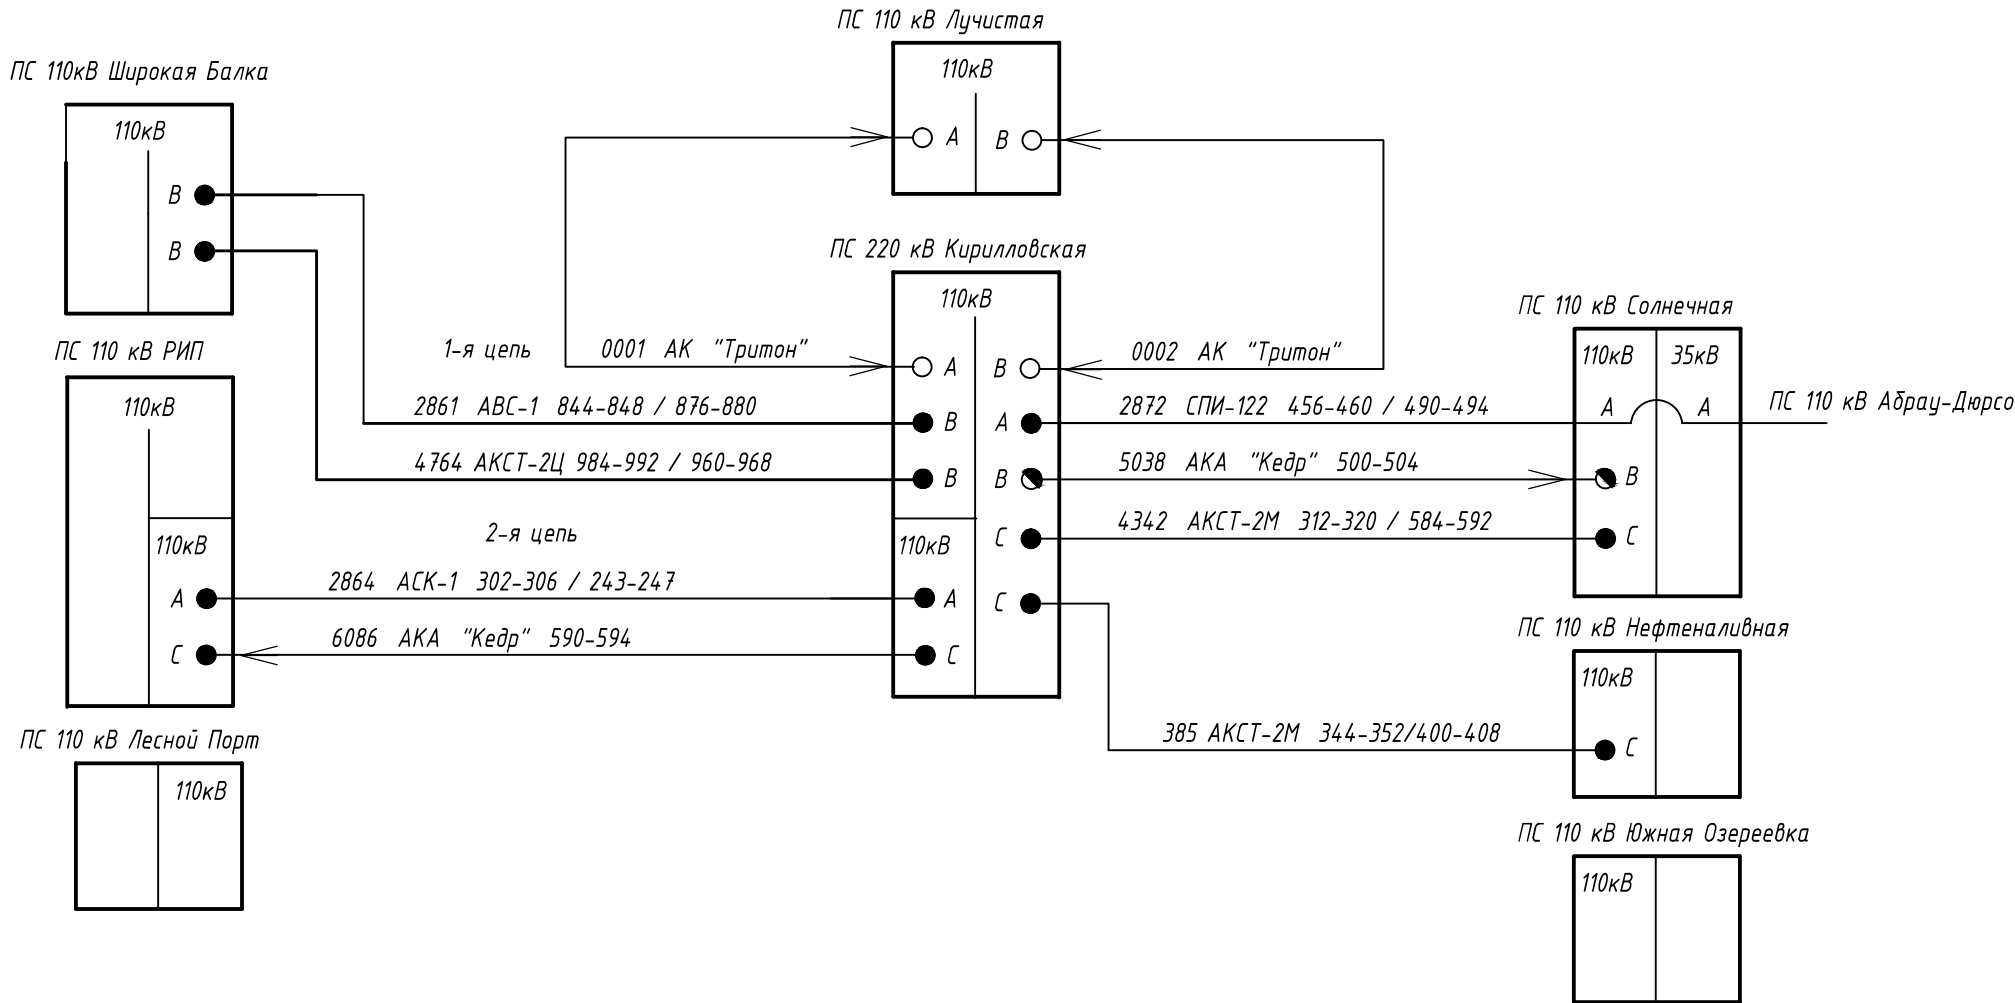 ПС 110 кВ Лучистая
110кВ
А
В
ПС 110кВ Широкая Балка
110кВ
В
В
ПС 220 кВ Кирилловская
110кВ
1-я цепь
0001 АК "Тритон"
А
В
0002 АК "Тритон"
2861 АВС-1 844-848 / 876-880
В
А
2872 СПИ-122 456-460 / 490-494
4764 АКСТ-2Ц 984-992 / 960-968
В
В
5038 АКА "Кедр" 500-504
С
4342 АКСТ-2М 312-320 / 584-592
110кВ
2-я цепь
2864 АСК-1 302-306 / 243-247
А
С
6086 АКА "Кедр" 590-594
С
385 АКСТ-2М 344-352/400-408
ПС 110 кВ РИП
110кВ
110кВ
А
С
ПС 110 кВ Лесной Порт
110кВ
ПС 110 кВ Солнечная
110кВ
35кВ
А
А
ПС 110 кВ Абрау-Дюрсо
В
С
ПС 110 кВ Нефтеналивная
110кВ
С
ПС 110 кВ Южная Озереевка
110кВ